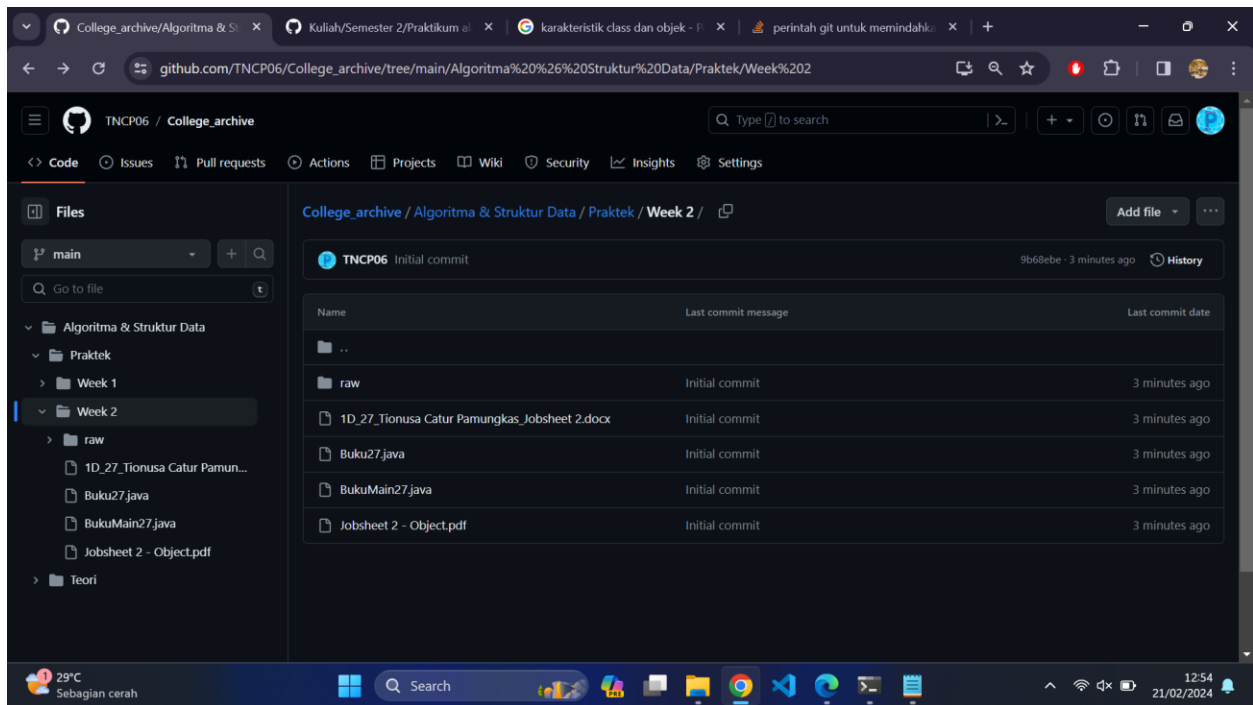 College_archive/Algoritma & St
Kuliah/Semester 2/Praktikum al
karakteristik class dan objek - P
perintah git untuk memindahka
github.com/TNCP06/College_archive/tree/main/Algoritma%20%26%20Struktur%20Data/Praktek/Week%202
TNCP06 / College_archive
Type / to search
Code
Issues
Pull requests
Actions
Projects
Wiki
Security
Insights
Settings
Files
College_archive / Algoritma & Struktur Data / Praktek / Week 2 /
Add file
main
TNCP06 Initial commit
9b68ebe · 3 minutes ago
History
Go to file
t
Name
Last commit message
Last commit date
Algoritma & Struktur Data
..
Praktek
Week 1
raw
Initial commit
3 minutes ago
Week 2
1D_27_Tionusa Catur Pamungkas_Jobsheet 2.docx
Initial commit
3 minutes ago
raw
Buku27.java
Initial commit
3 minutes ago
1D_27_Tionusa Catur Pamun...
BukuMain27.java
Initial commit
3 minutes ago
Buku27.java
BukuMain27.java
Jobsheet 2 - Object.pdf
Initial commit
3 minutes ago
Jobsheet 2 - Object.pdf
Teori
1
29°C
Sebagian cerah
Search
PRE
12:54
21/02/2024